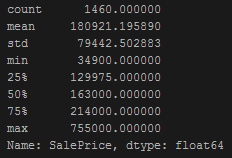 count 1460.000000
mean 180921.195890
std 79442.502883
min 34900.000000
25% 129975.000000
50% 163000.000000
75% 214000.000000
max 755000.000000
Name: SalePrice, dtype: float64